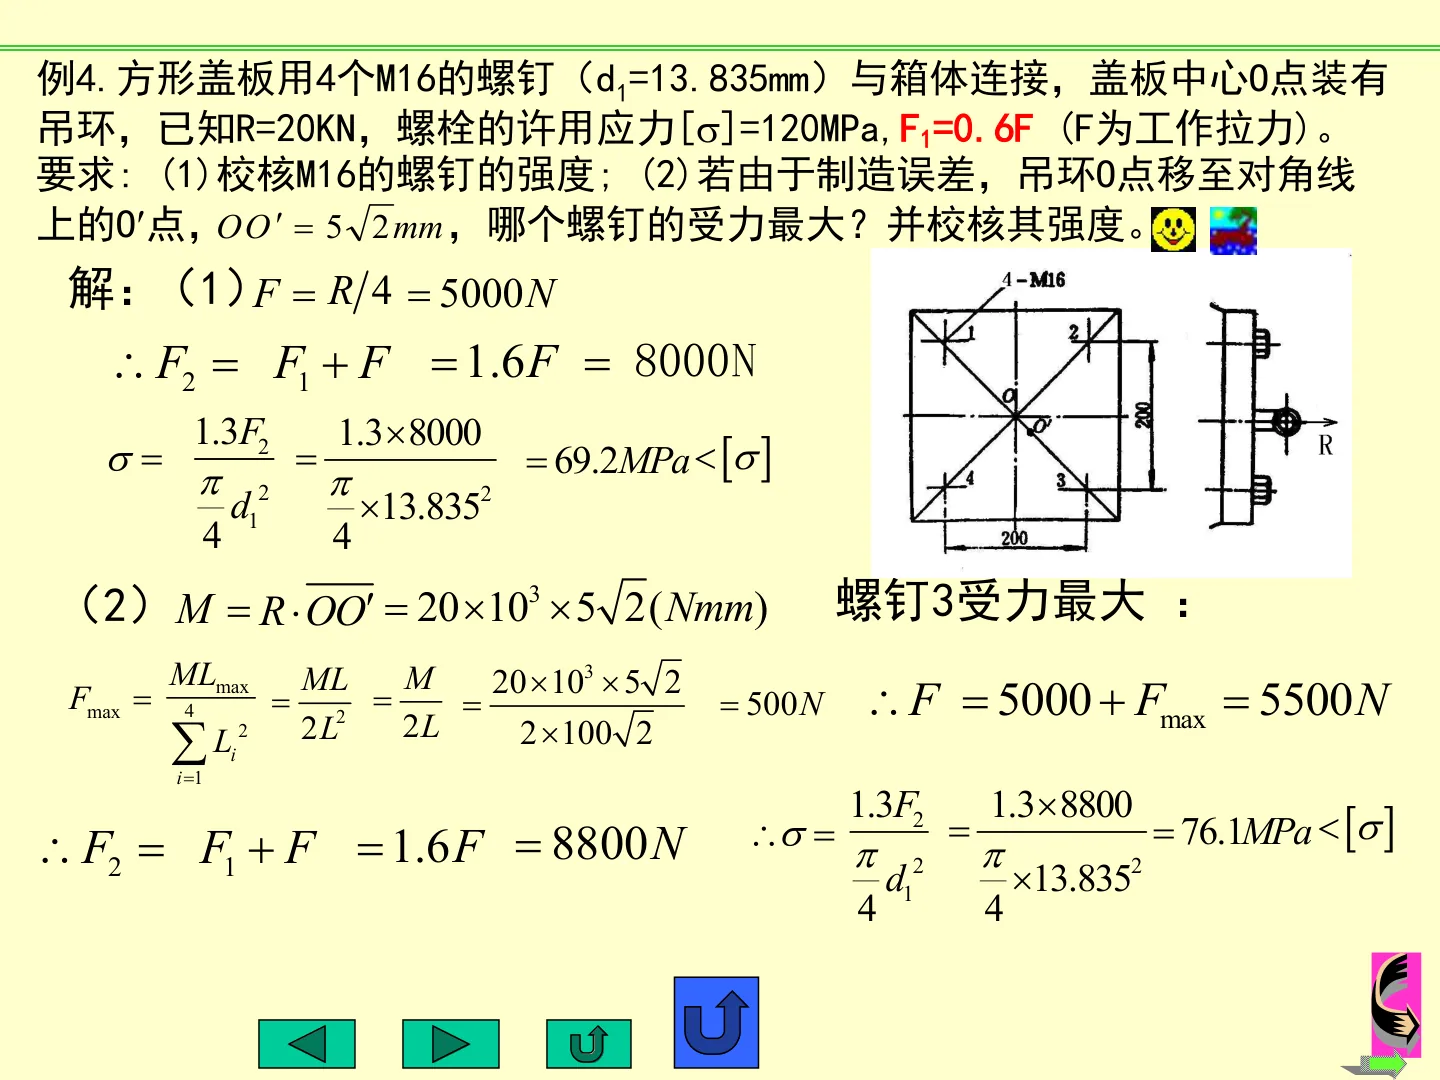 例4.方形盖板用4个M16的螺钉（d₁=13.835mm）与箱体连接，盖板中心O点装有
吊环，已知R=20KN，螺栓的许用应力[σ]=120MPa,F₁=0.6F (F为工作拉力)。
要求：(1)校核M16的螺钉的强度；(2)若由于制造误差，吊环O点移至对角线
上的O′点，OO′ = 5√2mm，哪个螺钉的受力最大？并校核其强度。
解：（1）F = R/4 = 5000N
∴ F₂ = F₁ + F = 1.6F = 8000N
σ = 1.3F₂ / (π/4 d₁²) = 1.3×8000 / (π/4 ×13.835²) = 69.2MPa < [σ]
4-M16
1
2
O
O′
200
4
3
200
R
（2）M = R·OO′ = 20×10³×5√2(Nmm) 螺钉3受力最大 ：
Fmax = MLmax / ∑(i=1→4) Lᵢ² = ML / 2L² = M / 2L = 20×10³×5√2 / 2×100√2 = 500N ∴ F = 5000 + Fmax = 5500N
∴ F₂ = F₁ + F = 1.6F = 8800N ∴ σ = 1.3F₂ / (π/4 d₁²) = 1.3×8800 / (π/4 ×13.835²) = 76.1MPa < [σ]